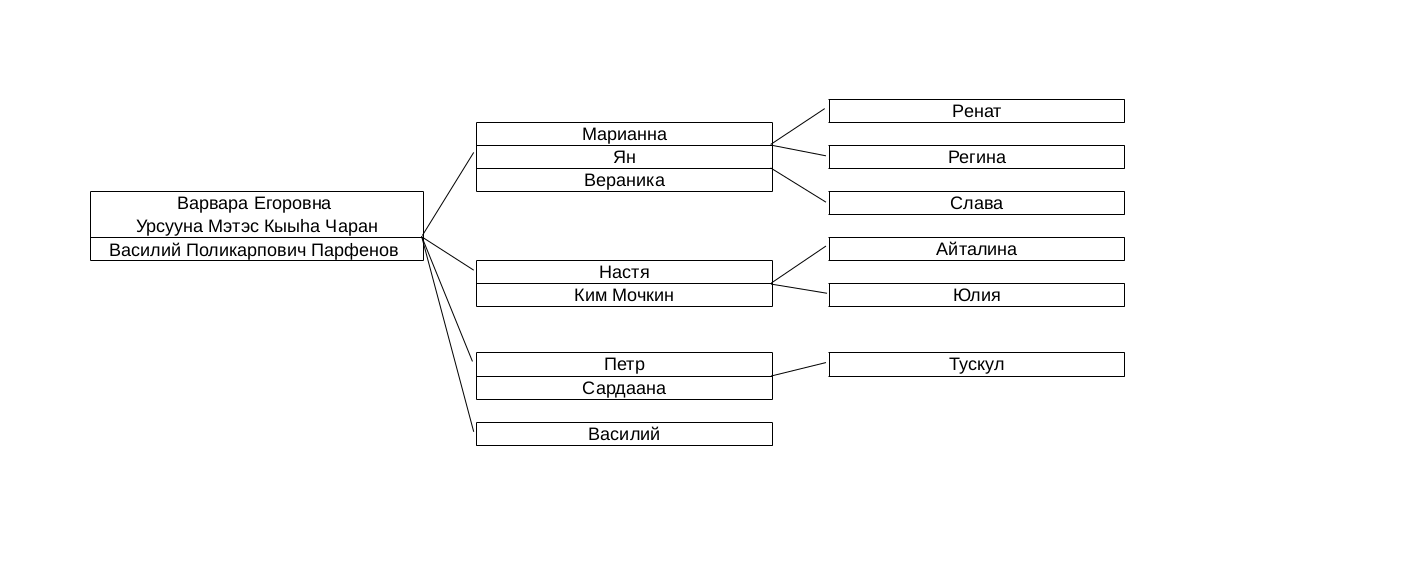 Варвара Егоровна
Урсууна Мэтэс Кыыһа Чаран
Василий Поликарпович Парфенов
Марианна
Ян
Вераника
Настя
Ким Мочкин
Петр
Сардаана
Василий
Ренат
Регина
Слава
Айталина
Юлия
Тускул